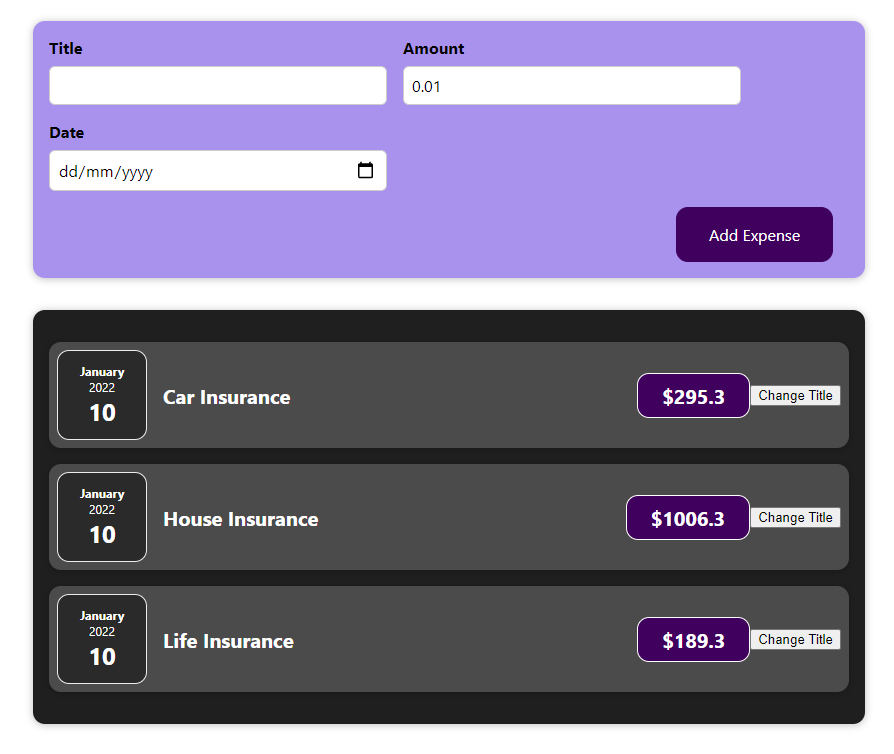 Title
Amount
0.01
Date
dd/mm/yyyy
Add Expense
January
2022
10
Car Insurance
$295.3
Change Title
January
2022
10
House Insurance
$1006.3
Change Title
January
2022
10
Life Insurance
$189.3
Change Title